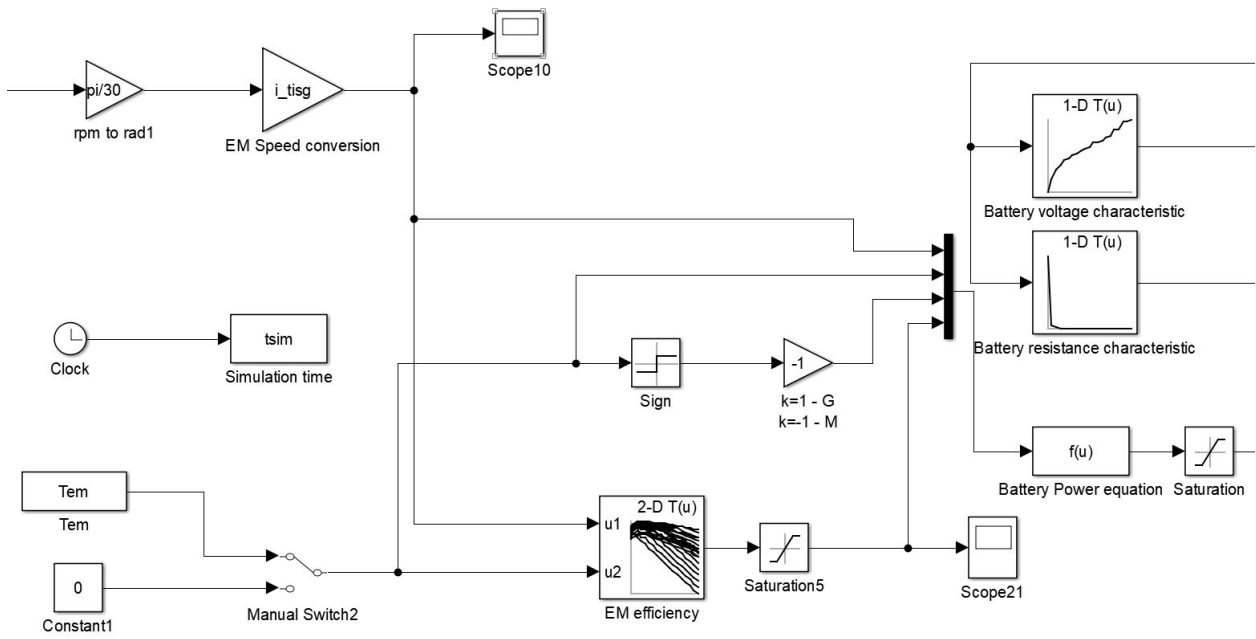 Scope10
pi/30
rpm to rad1
i_tisg
EM Speed conversion
1-D T(u)
Battery voltage characteristic
1-D T(u)
Battery resistance characteristic
Clock
tsim
Simulation time
Sign
-1
k=1 - G
k=-1 - M
f(u)
Battery Power equation
Saturation
Tem
Tem
0
Constant1
Manual Switch2
2-D T(u)
u1
u2
EM efficiency
Saturation5
Scope21